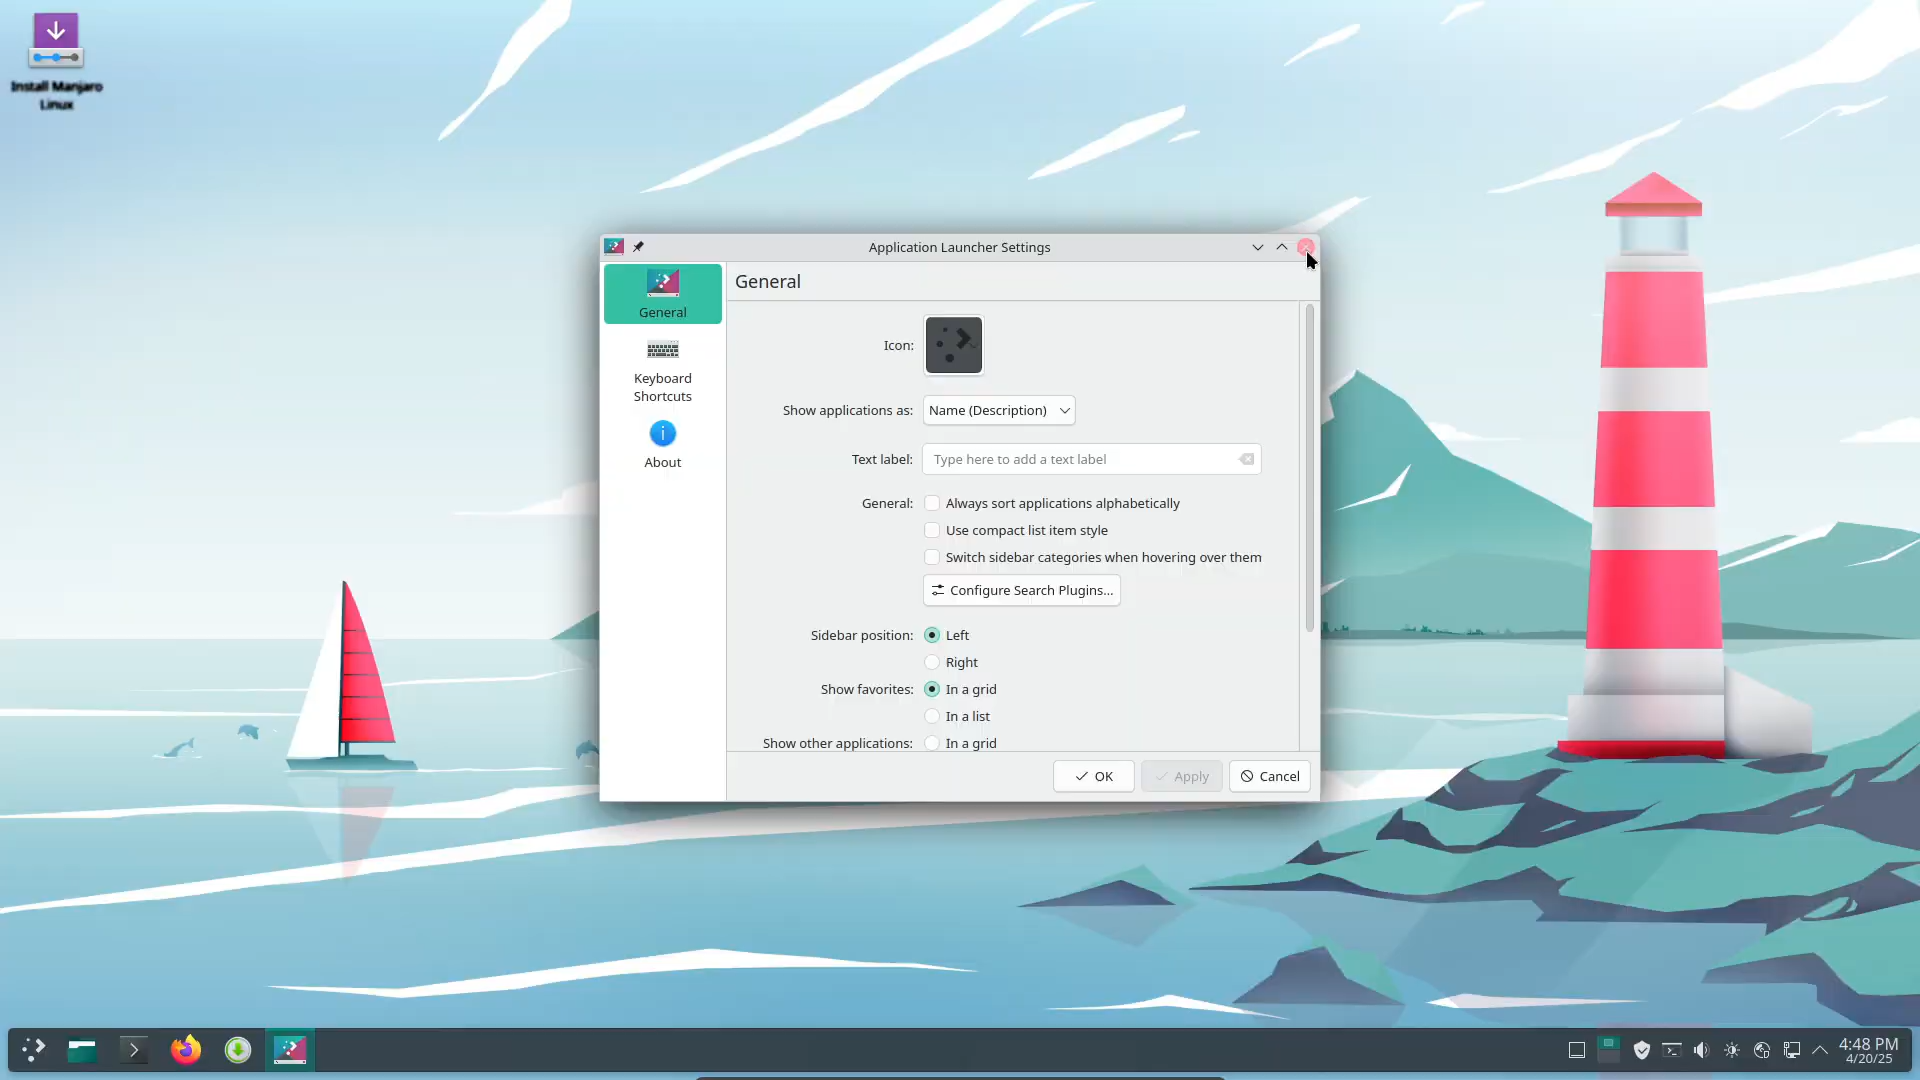 Install Manjaro
Linux
Application Launcher Settings
General
Keyboard
Shortcuts
About
General
Icon:
Show applications as: Name (Description)
Text label: Type here to add a text label
General: Always sort applications alphabetically
Use compact list item style
Switch sidebar categories when hovering over them
Configure Search Plugins...
Sidebar position: Left
Right
Show favorites: In a grid
In a list
Show other applications: In a grid
OK Apply Cancel
4:48 PM
4/20/25